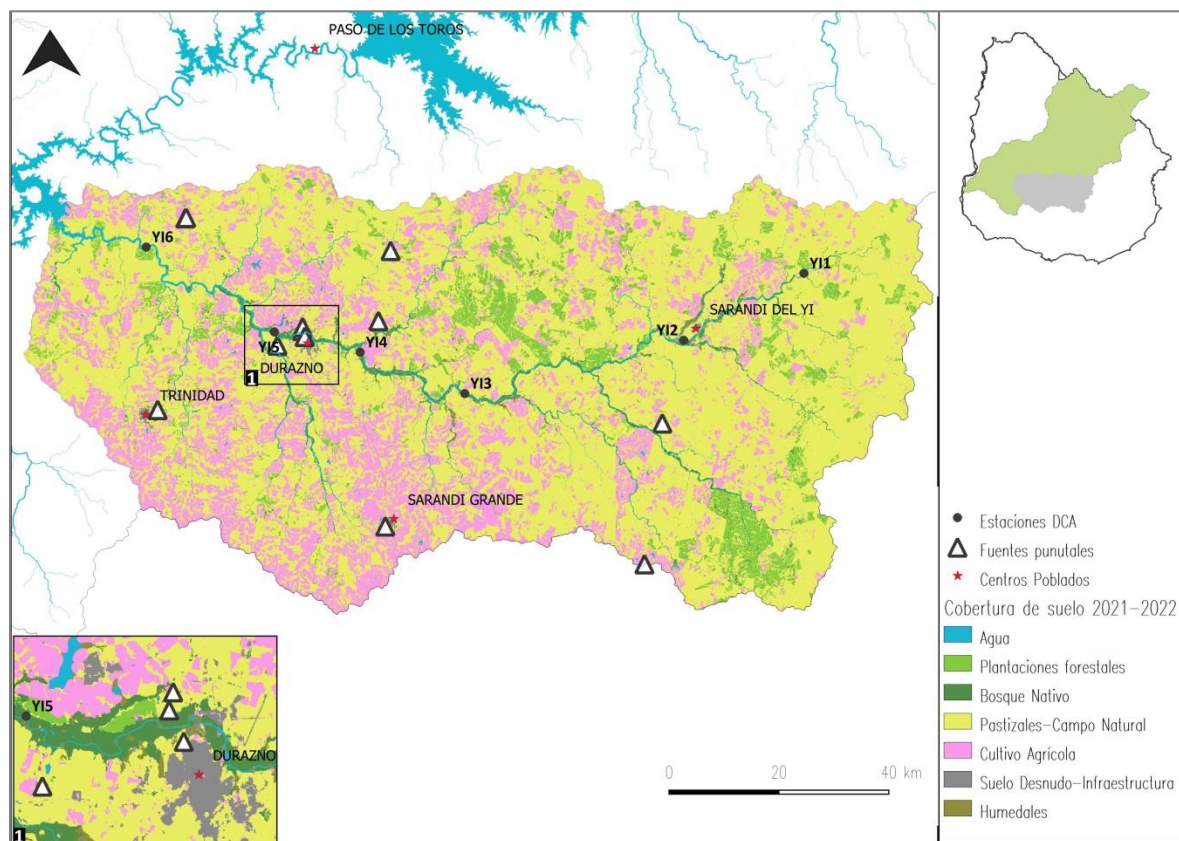 PASO DE LOS TOROS
YI6
YI1
SARANDI DEL YI
YI2
YI5
YI4
DURAZNO
1
YI3
TRINIDAD
SARANDI GRANDE
Estaciones DCA
Fuentes punutales
Centros Poblados
Cobertura de suelo 2021-2022
Agua
Plantaciones forestales
Bosque Nativo
Pastizales-Campo Natural
Cultivo Agrícola
Suelo Desnudo-Infraestructura
Humedales
YI5
DURAZNO
1
0 20 40 km